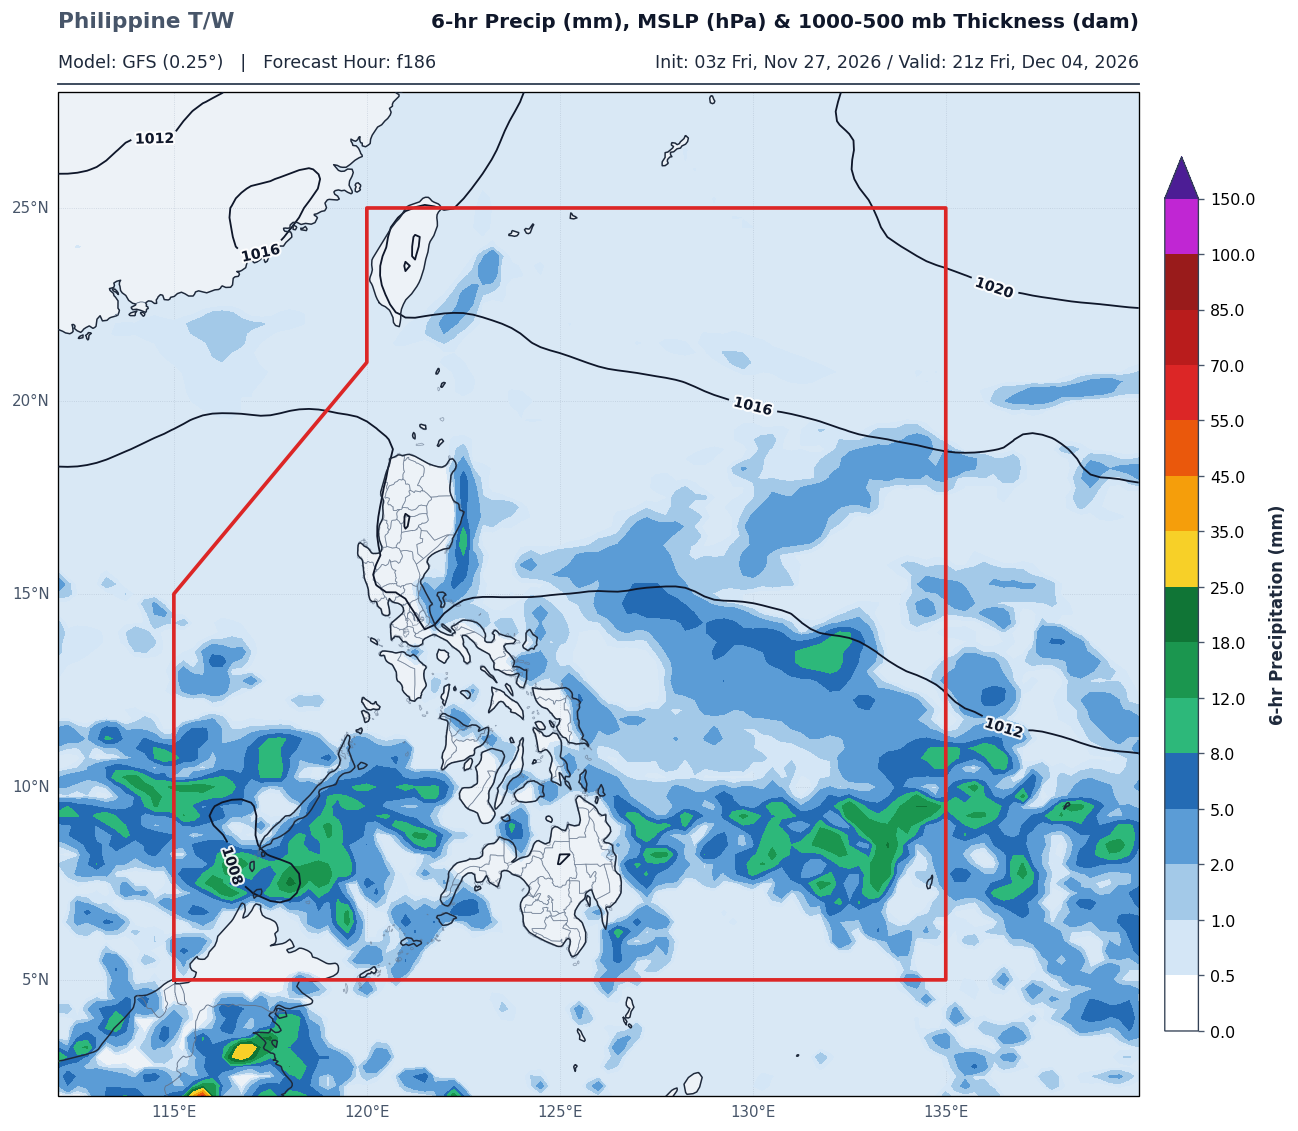 Philippine T/W
6-hr Precip (mm), MSLP (hPa) & 1000-500 mb Thickness (dam)
Model: GFS (0.25°) | Forecast Hour: f186
Init: 03z Fri, Nov 27, 2026 / Valid: 21z Fri, Dec 04, 2026
1012
1016
1020
1016
1012
1008
25°N
20°N
15°N
10°N
5°N
115°E
120°E
125°E
130°E
135°E
150.0
100.0
85.0
70.0
55.0
45.0
35.0
25.0
18.0
12.0
8.0
5.0
2.0
1.0
0.5
0.0
6-hr Precipitation (mm)